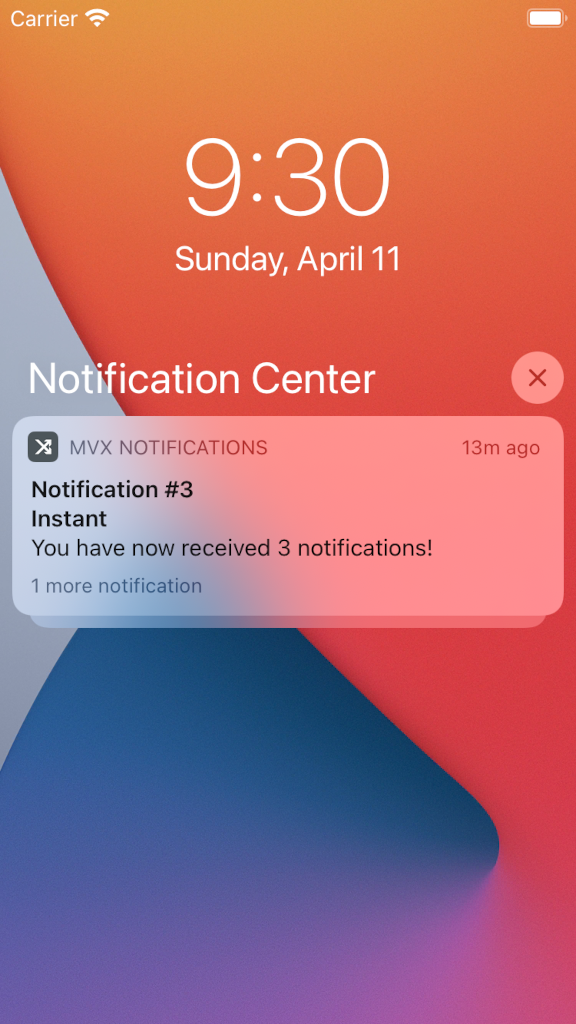 Carrier
9:30
Sunday, April 11
Notification Center
MVX NOTIFICATIONS 13m ago
Notification #3
Instant
You have now received 3 notifications!
1 more notification